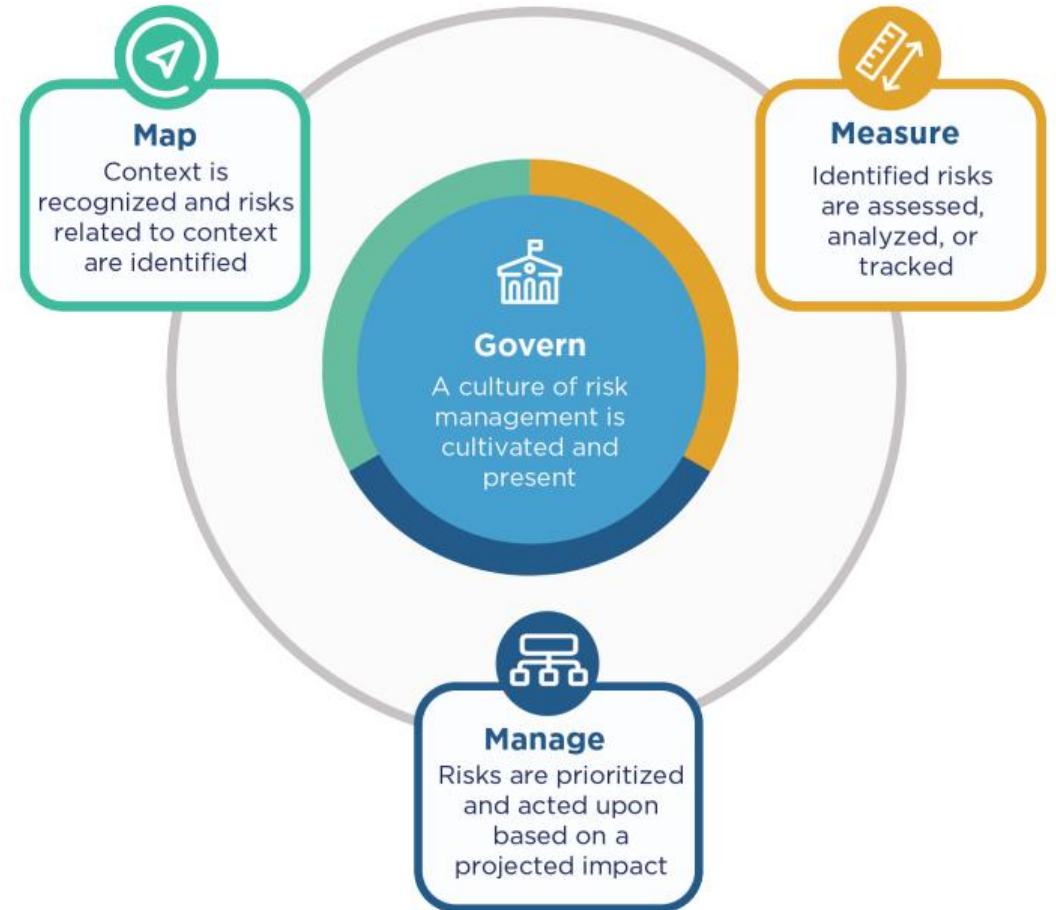 Map
Context is
recognized and risks
related to context
are identified
Measure
Identified risks
are assessed,
analyzed, or
tracked
Govern
A culture of risk
management is
cultivated and
present
Manage
Risks are prioritized
and acted upon
based on a
projected impact